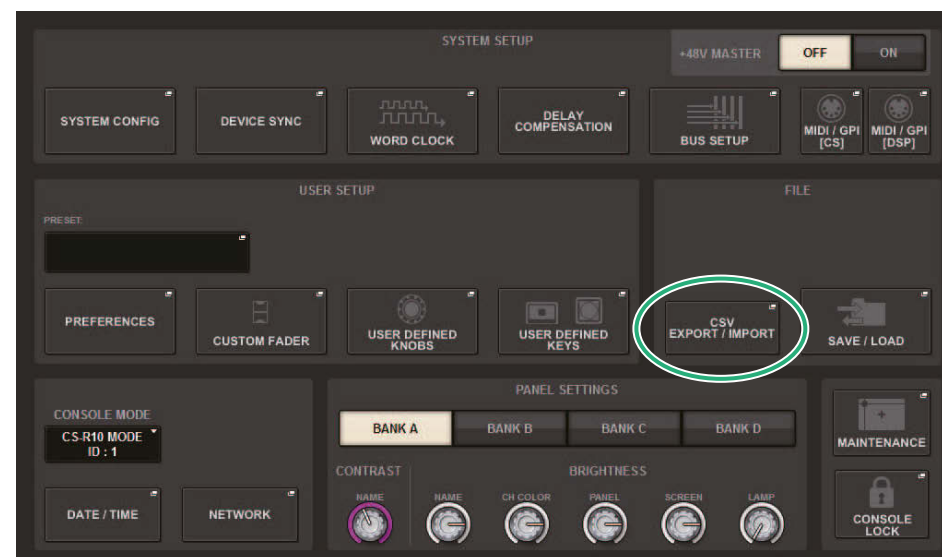 SYSTEM SETUP
+48V MASTER
OFF
ON
SYSTEM CONFIG
DEVICE SYNC
WORD CLOCK
DELAY
COMPENSATION
BUS SETUP
MIDI / GPI
[CS]
MIDI / GPI
[DSP]
USER SETUP
PRESET:
PREFERENCES
CUSTOM FADER
USER DEFINED
KNOBS
USER DEFINED
KEYS
FILE
CSV
EXPORT / IMPORT
SAVE / LOAD
CONSOLE MODE
CS-R10 MODE
ID : 1
DATE / TIME
NETWORK
PANEL SETTINGS
BANK A
BANK B
BANK C
BANK D
CONTRAST
BRIGHTNESS
NAME
NAME
CH COLOR
PANEL
SCREEN
LAMP
MAINTENANCE
CONSOLE
LOCK